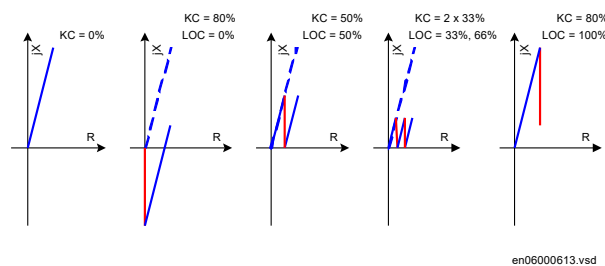 KC = 0%
jX
R
KC = 80%
LOC = 0%
jX
R
KC = 50%
LOC = 50%
jX
R
KC = 2 x 33%
LOC = 33%, 66%
jX
R
KC = 80%
LOC = 100%
jX
R
en06000613.vsd